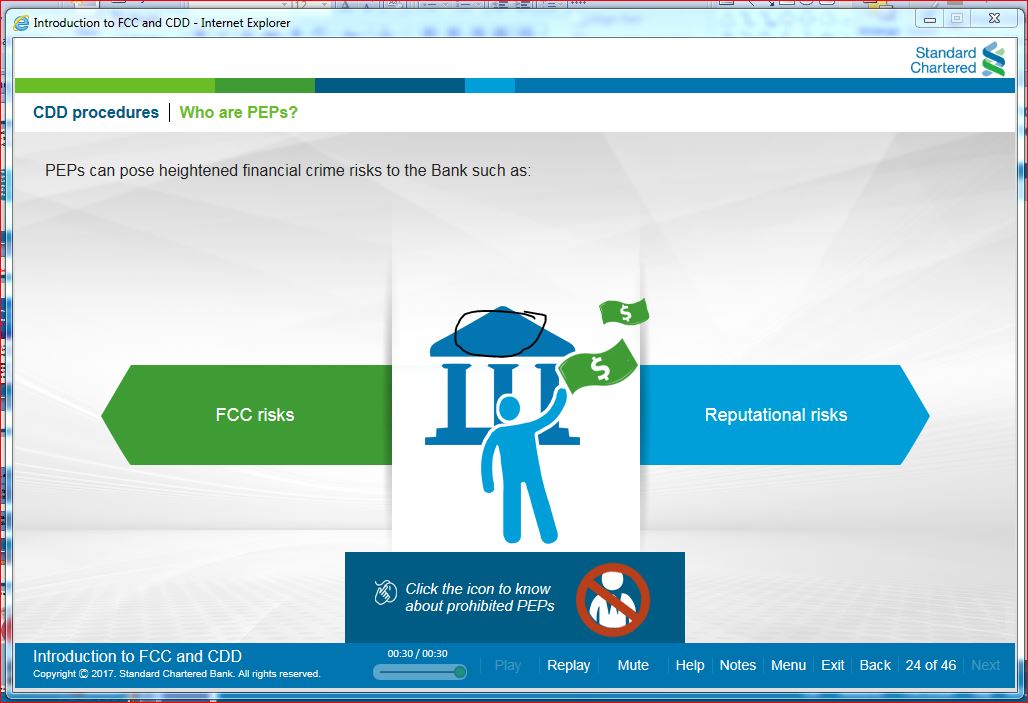 Introduction to FCC and CDD - Internet Explorer
Standard
Chartered
CDD procedures | Who are PEPs?
PEPs can pose heightened financial crime risks to the Bank such as:
$
$
FCC risks
Reputational risks
Click the icon to know
about prohibited PEPs
Introduction to FCC and CDD
Copyright © 2017. Standard Chartered Bank. All rights reserved.
00:30 / 00:30
Play Replay Mute Help Notes Menu Exit Back 24 of 46 Next